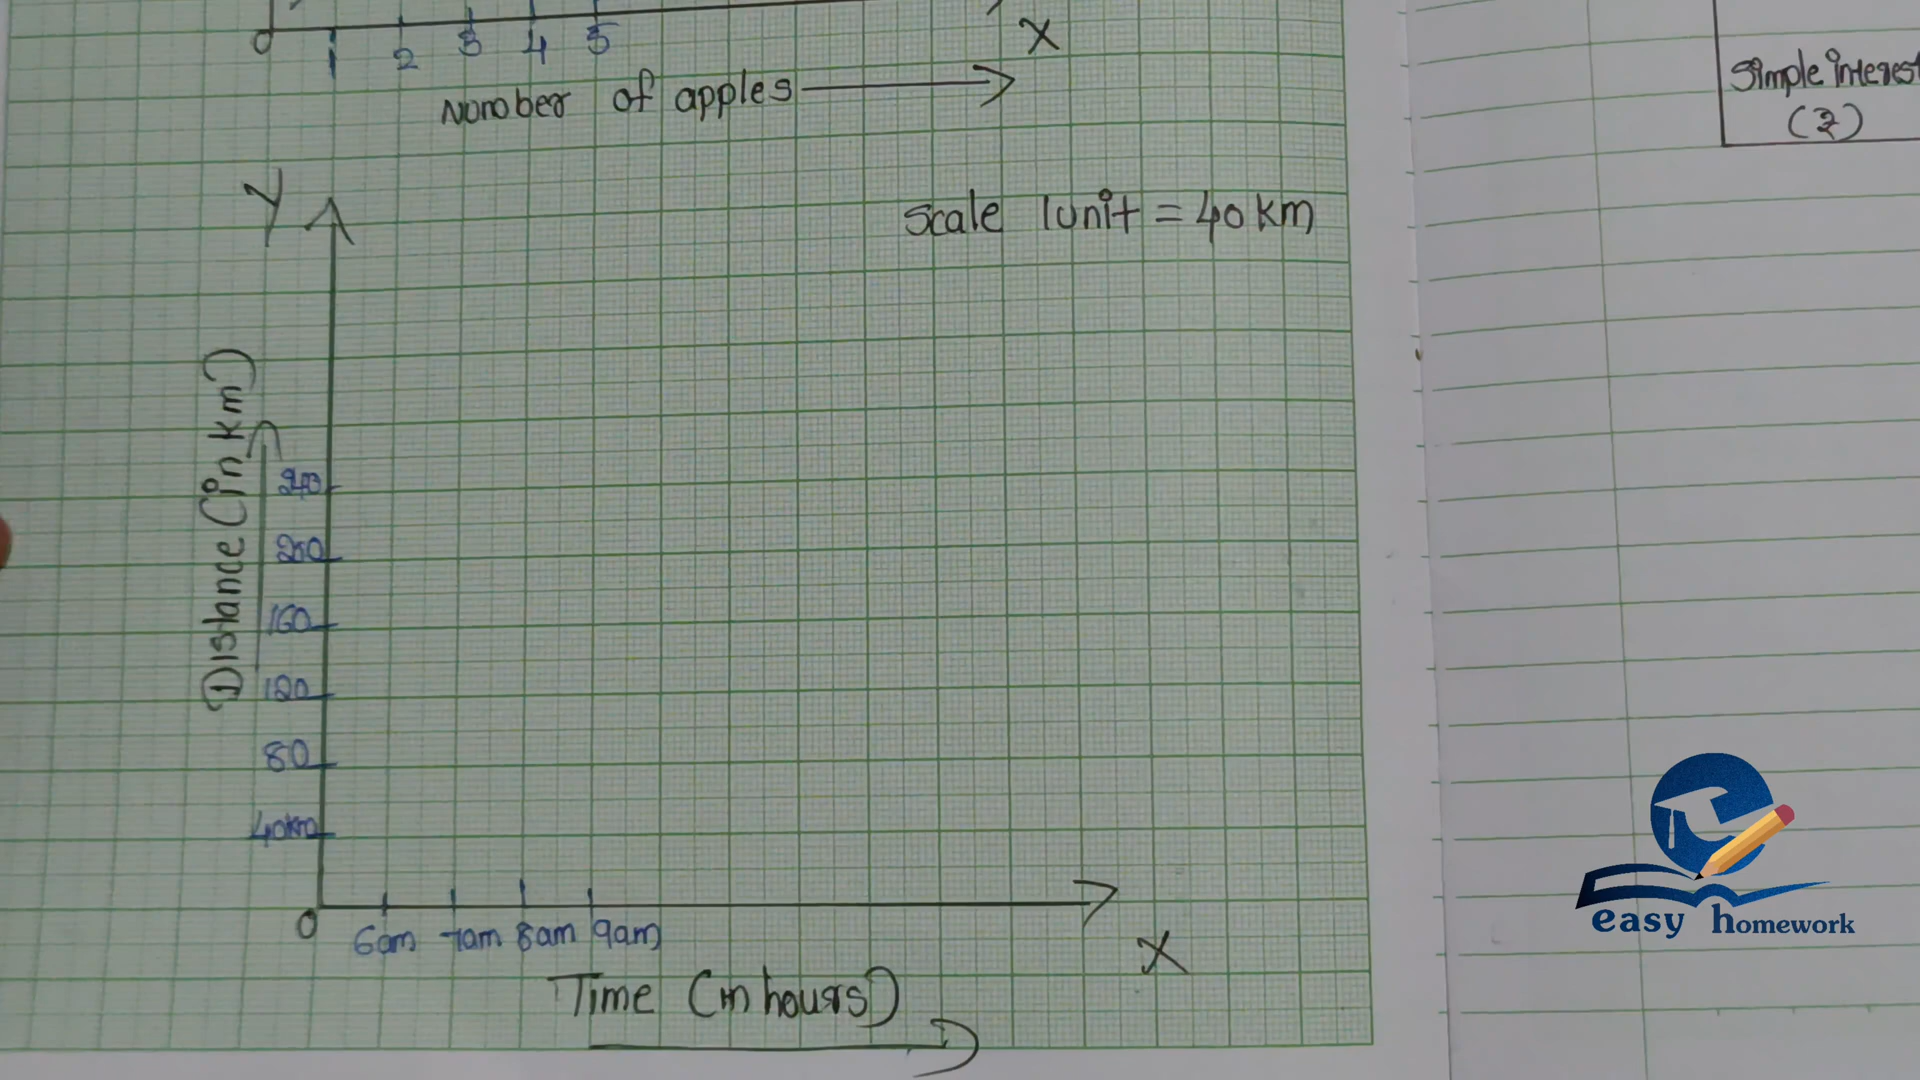 0 1 2 3 4 5 X
Nomober of apples
Simple interest
(₹)
Y
Scale 1unit = 40 km
Distance (in km)
240
200
160
120
80
40km
0 6am 7am 8am 9am
X
Time (in hours)
easy homework